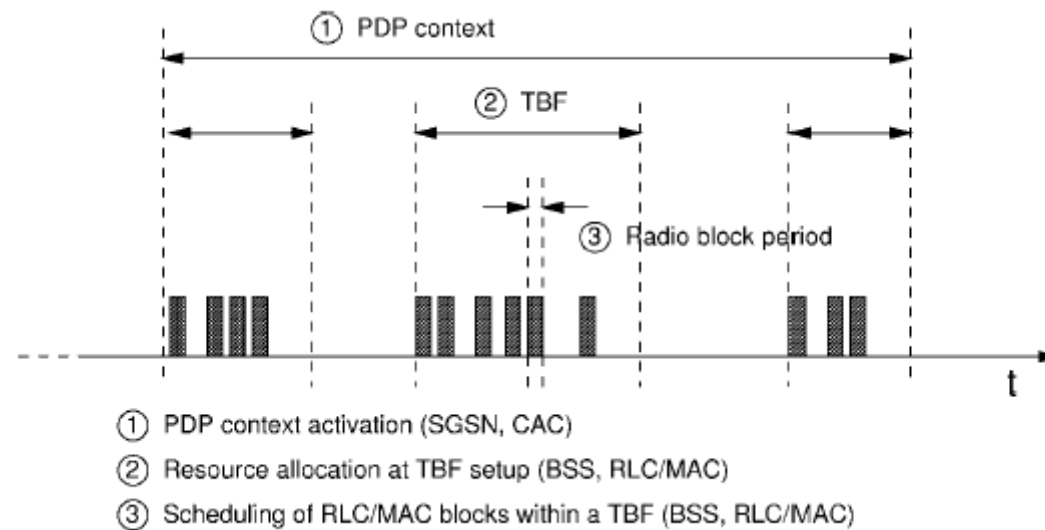 ① PDP context
② TBF
③ Radio block period
t
① PDP context activation (SGSN, CAC)
② Resource allocation at TBF setup (BSS, RLC/MAC)
③ Scheduling of RLC/MAC blocks within a TBF (BSS, RLC/MAC)